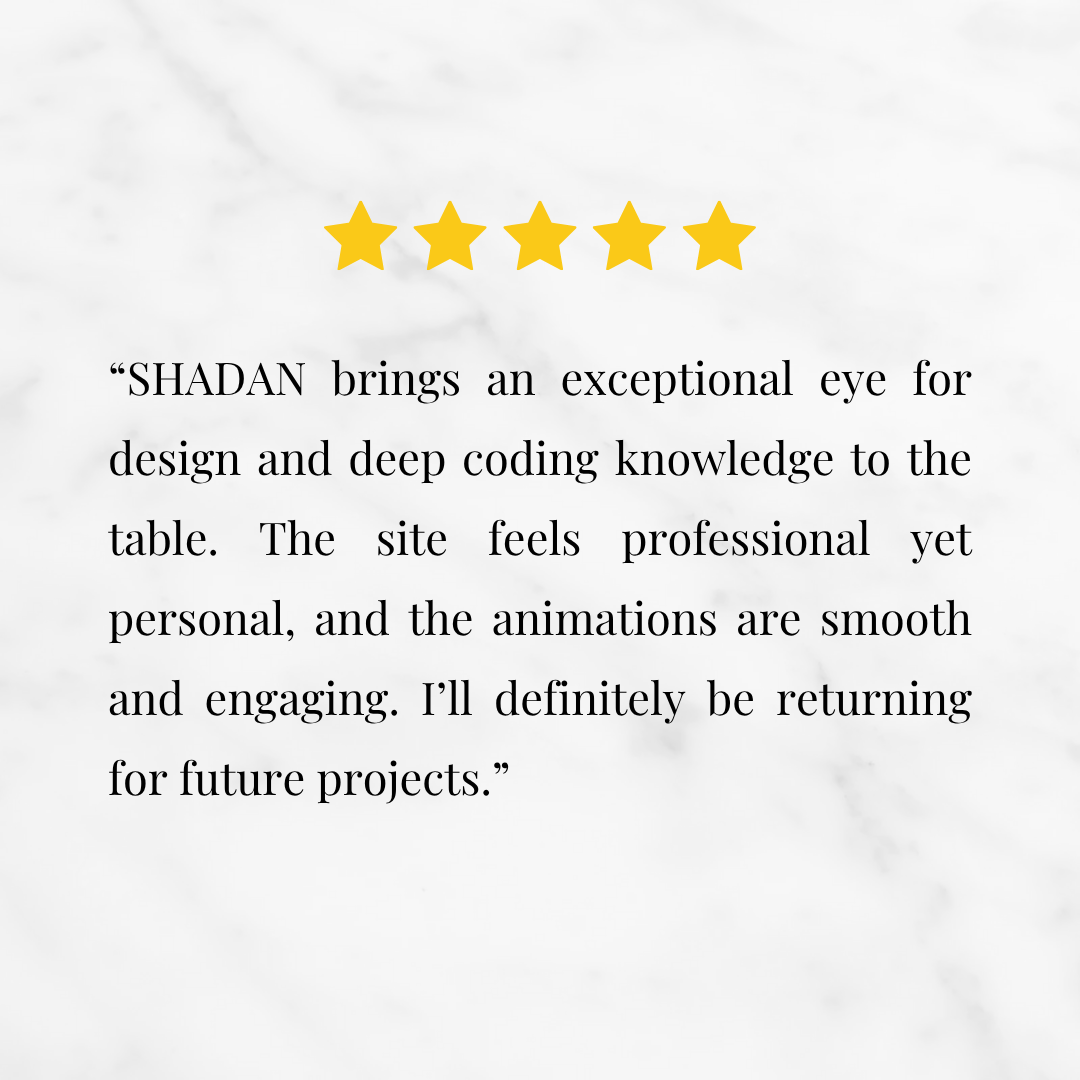 “SHADAN brings an exceptional eye for
design and deep coding knowledge to the
table. The site feels professional yet
personal, and the animations are smooth
and engaging. I’ll definitely be returning
for future projects.”